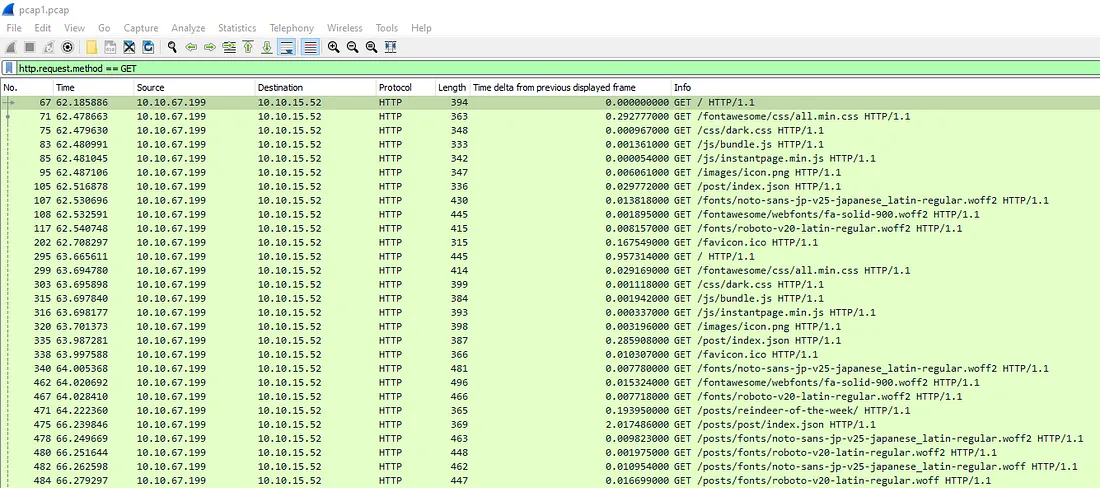 pcap1.pcap
File Edit View Go Capture Analyze Statistics Telephony Wireless Tools Help
http.request.method == GET
No. Time Source Destination Protocol Length Time delta from previous displayed frame Info
67 62.185886 10.10.67.199 10.10.15.52 HTTP 394 0.000000000 GET / HTTP/1.1
71 62.478663 10.10.67.199 10.10.15.52 HTTP 363 0.292777000 GET /fontawesome/css/all.min.css HTTP/1.1
75 62.479630 10.10.67.199 10.10.15.52 HTTP 348 0.000967000 GET /css/dark.css HTTP/1.1
83 62.480991 10.10.67.199 10.10.15.52 HTTP 333 0.001361000 GET /js/bundle.js HTTP/1.1
85 62.481045 10.10.67.199 10.10.15.52 HTTP 342 0.000054000 GET /js/instantpage.min.js HTTP/1.1
95 62.487106 10.10.67.199 10.10.15.52 HTTP 347 0.006061000 GET /images/icon.png HTTP/1.1
105 62.516878 10.10.67.199 10.10.15.52 HTTP 336 0.029772000 GET /post/index.json HTTP/1.1
107 62.530696 10.10.67.199 10.10.15.52 HTTP 430 0.013818000 GET /fonts/noto-sans-jp-v25-japanese_latin-regular.woff2 HTTP/1.1
108 62.532591 10.10.67.199 10.10.15.52 HTTP 445 0.001895000 GET /fontawesome/webfonts/fa-solid-900.woff2 HTTP/1.1
117 62.540748 10.10.67.199 10.10.15.52 HTTP 415 0.008157000 GET /fonts/roboto-v20-latin-regular.woff2 HTTP/1.1
202 62.708297 10.10.67.199 10.10.15.52 HTTP 315 0.167549000 GET /favicon.ico HTTP/1.1
295 63.665611 10.10.67.199 10.10.15.52 HTTP 445 0.957314000 GET / HTTP/1.1
299 63.694780 10.10.67.199 10.10.15.52 HTTP 414 0.029169000 GET /fontawesome/css/all.min.css HTTP/1.1
303 63.695898 10.10.67.199 10.10.15.52 HTTP 399 0.001118000 GET /css/dark.css HTTP/1.1
315 63.697840 10.10.67.199 10.10.15.52 HTTP 384 0.001942000 GET /js/bundle.js HTTP/1.1
316 63.698177 10.10.67.199 10.10.15.52 HTTP 393 0.000337000 GET /js/instantpage.min.js HTTP/1.1
320 63.701373 10.10.67.199 10.10.15.52 HTTP 398 0.003196000 GET /images/icon.png HTTP/1.1
335 63.987281 10.10.67.199 10.10.15.52 HTTP 387 0.285908000 GET /post/index.json HTTP/1.1
338 63.997588 10.10.67.199 10.10.15.52 HTTP 366 0.010307000 GET /favicon.ico HTTP/1.1
340 64.005368 10.10.67.199 10.10.15.52 HTTP 481 0.007780000 GET /fonts/noto-sans-jp-v25-japanese_latin-regular.woff2 HTTP/1.1
462 64.020692 10.10.67.199 10.10.15.52 HTTP 496 0.015324000 GET /fontawesome/webfonts/fa-solid-900.woff2 HTTP/1.1
467 64.028410 10.10.67.199 10.10.15.52 HTTP 466 0.007718000 GET /fonts/roboto-v20-latin-regular.woff2 HTTP/1.1
471 64.222360 10.10.67.199 10.10.15.52 HTTP 365 0.193950000 GET /posts/reindeer-of-the-week/ HTTP/1.1
475 66.239846 10.10.67.199 10.10.15.52 HTTP 369 2.017486000 GET /posts/post/index.json HTTP/1.1
478 66.249669 10.10.67.199 10.10.15.52 HTTP 463 0.009823000 GET /posts/fonts/noto-sans-jp-v25-japanese_latin-regular.woff2 HTTP/1.1
480 66.251644 10.10.67.199 10.10.15.52 HTTP 448 0.001975000 GET /posts/fonts/roboto-v20-latin-regular.woff2 HTTP/1.1
482 66.262598 10.10.67.199 10.10.15.52 HTTP 462 0.010954000 GET /posts/fonts/noto-sans-jp-v25-japanese_latin-regular.woff HTTP/1.1
484 66.279297 10.10.67.199 10.10.15.52 HTTP 447 0.016699000 GET /posts/fonts/roboto-v20-latin-regular.woff HTTP/1.1